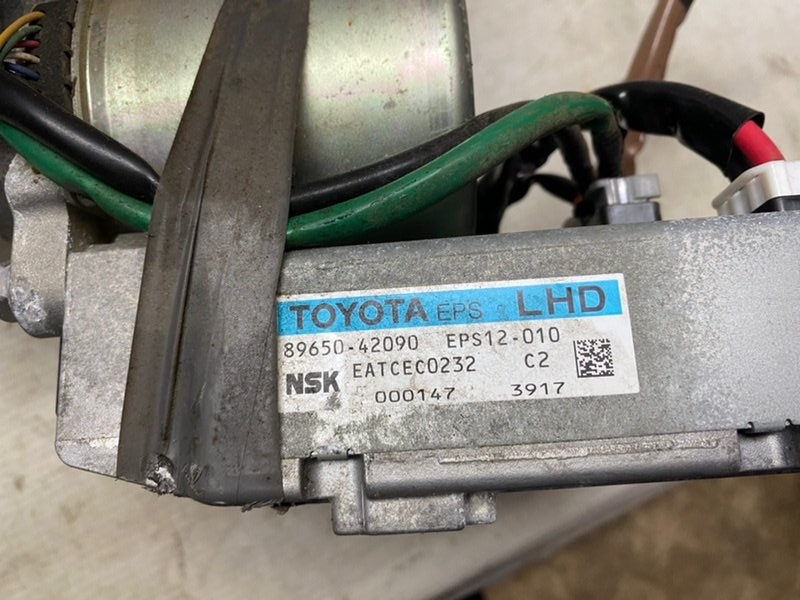 TOYOTA EPS LHD
89650-42090 EPS12-010
NSK EATCEC0232 C2
000147 3917